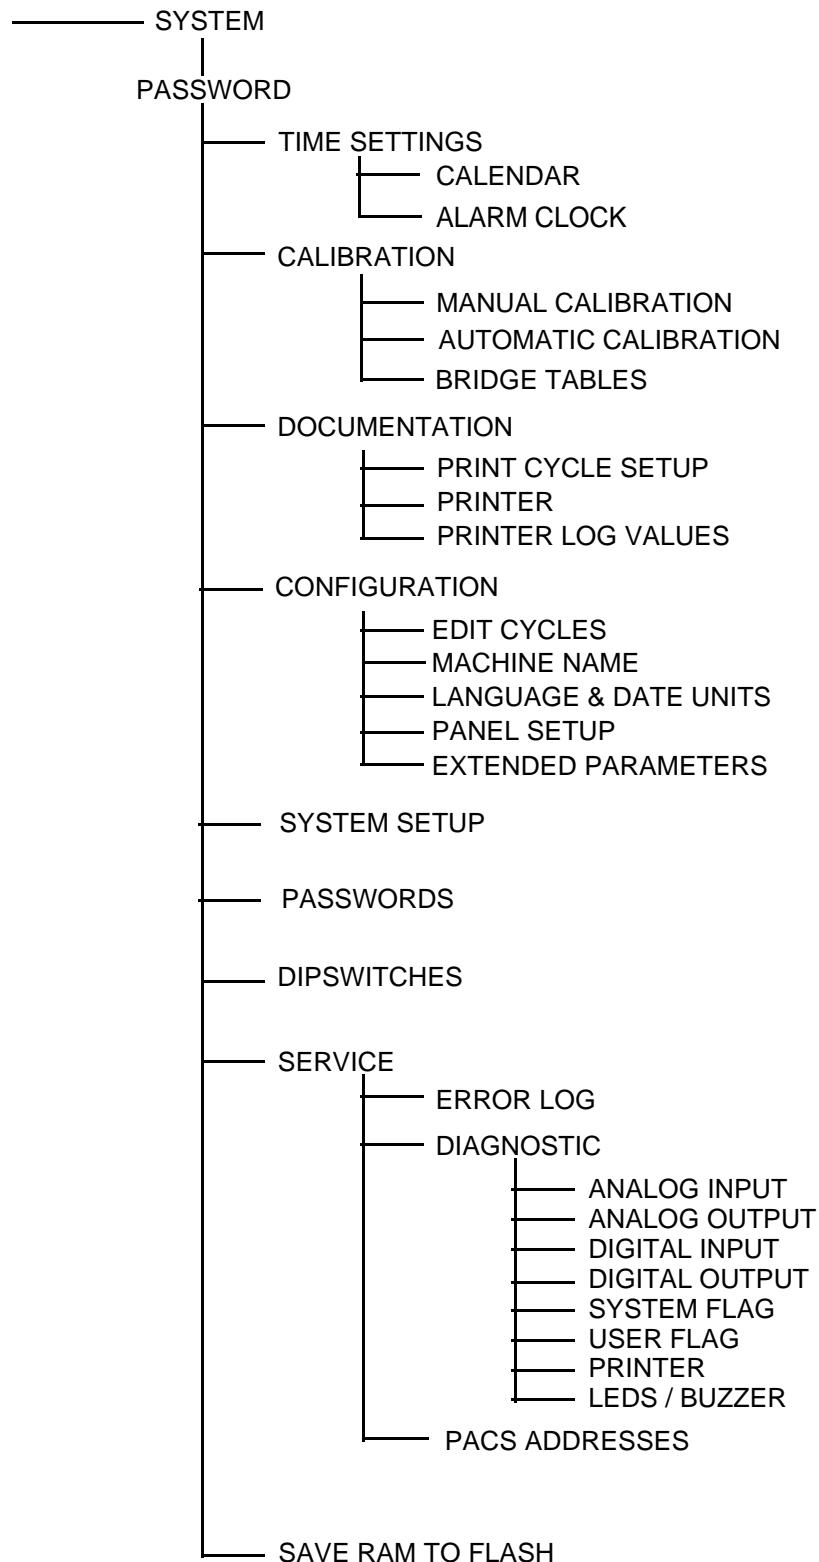 SYSTEM
PASSWORD
TIME SETTINGS
CALENDAR
ALARM CLOCK
CALIBRATION
MANUAL CALIBRATION
AUTOMATIC CALIBRATION
BRIDGE TABLES
DOCUMENTATION
PRINT CYCLE SETUP
PRINTER
PRINTER LOG VALUES
CONFIGURATION
EDIT CYCLES
MACHINE NAME
LANGUAGE & DATE UNITS
PANEL SETUP
EXTENDED PARAMETERS
SYSTEM SETUP
PASSWORDS
DIPSWITCHES
SERVICE
ERROR LOG
DIAGNOSTIC
ANALOG INPUT
ANALOG OUTPUT
DIGITAL INPUT
DIGITAL OUTPUT
SYSTEM FLAG
USER FLAG
PRINTER
LEDS / BUZZER
PACS ADDRESSES
SAVE RAM TO FLASH